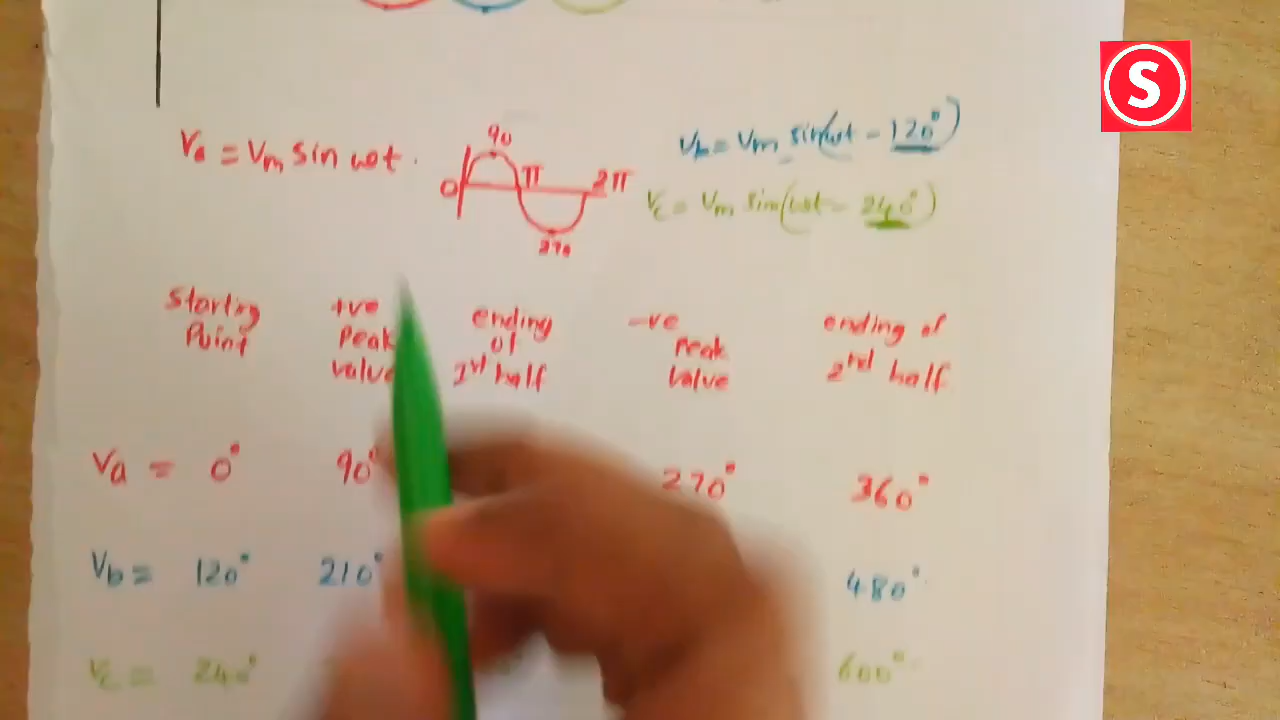 Va = Vm sin ωt.
90
0
π
2π
270
Vb = Vm sin(ωt - 120°)
Vc = Vm sin(ωt - 240°)
Starting Point
+ve Peak value
ending of 1st half
-ve Peak Value
ending of 2nd half
Va = 0° 90° 270° 360°
Vb = 120° 210° 480°
Vc = 240° 600°
S